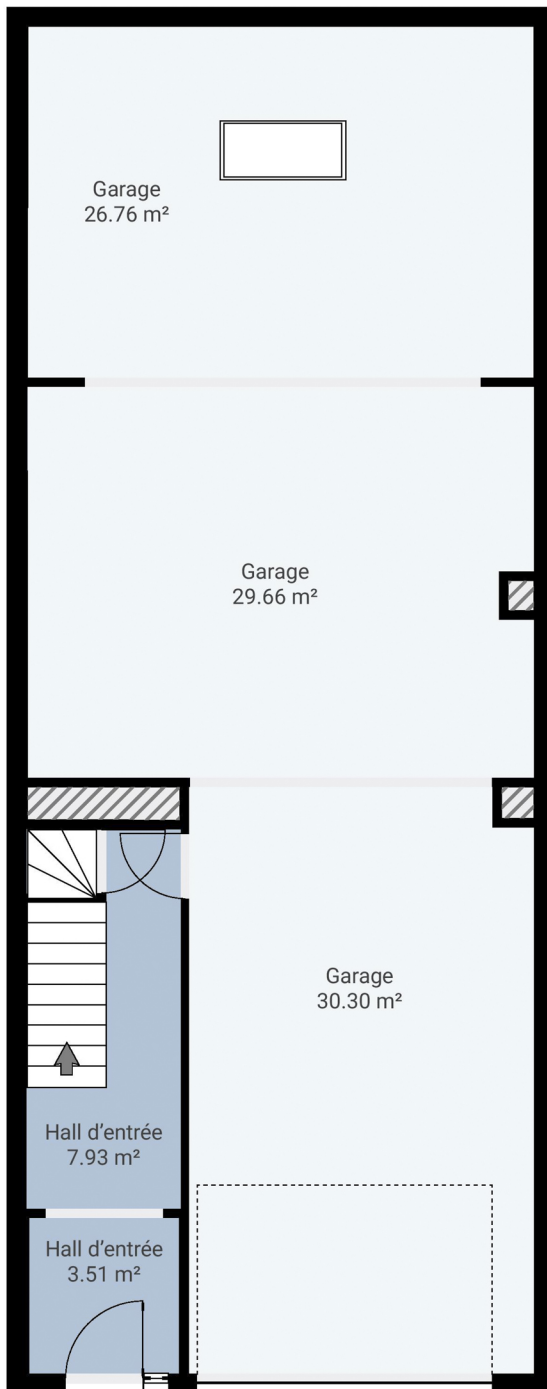 Garage
26.76 m²
Garage
29.66 m²
Garage
30.30 m²
Hall d’entrée
7.93 m²
Hall d’entrée
3.51 m²